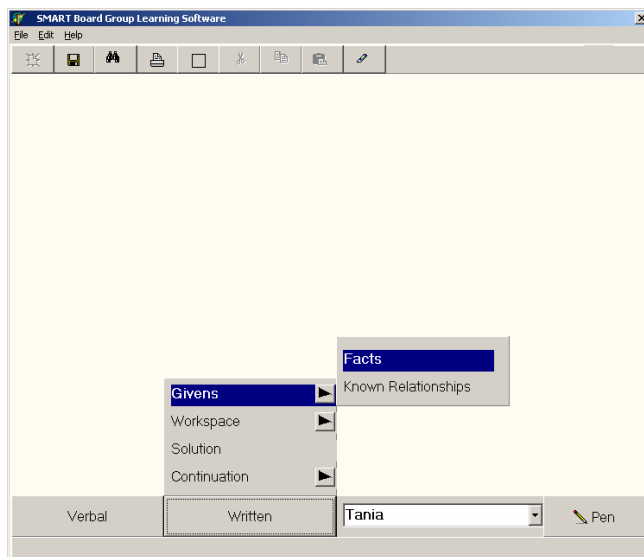 SMART Board Group Learning Software
File Edit Help
Facts
Givens
Known Relationships
Workspace
Solution
Continuation
Verbal
Written
Tania
Pen